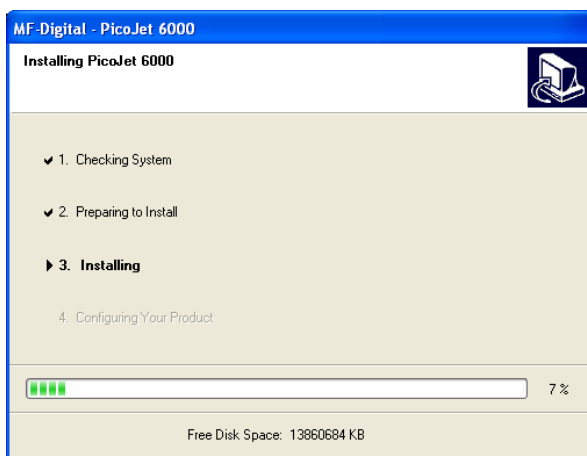 MF-Digital - PicoJet 6000
Installing PicoJet 6000
1. Checking System
2. Preparing to Install
3. Installing
4. Configuring Your Product
7 %
Free Disk Space: 13860684 KB